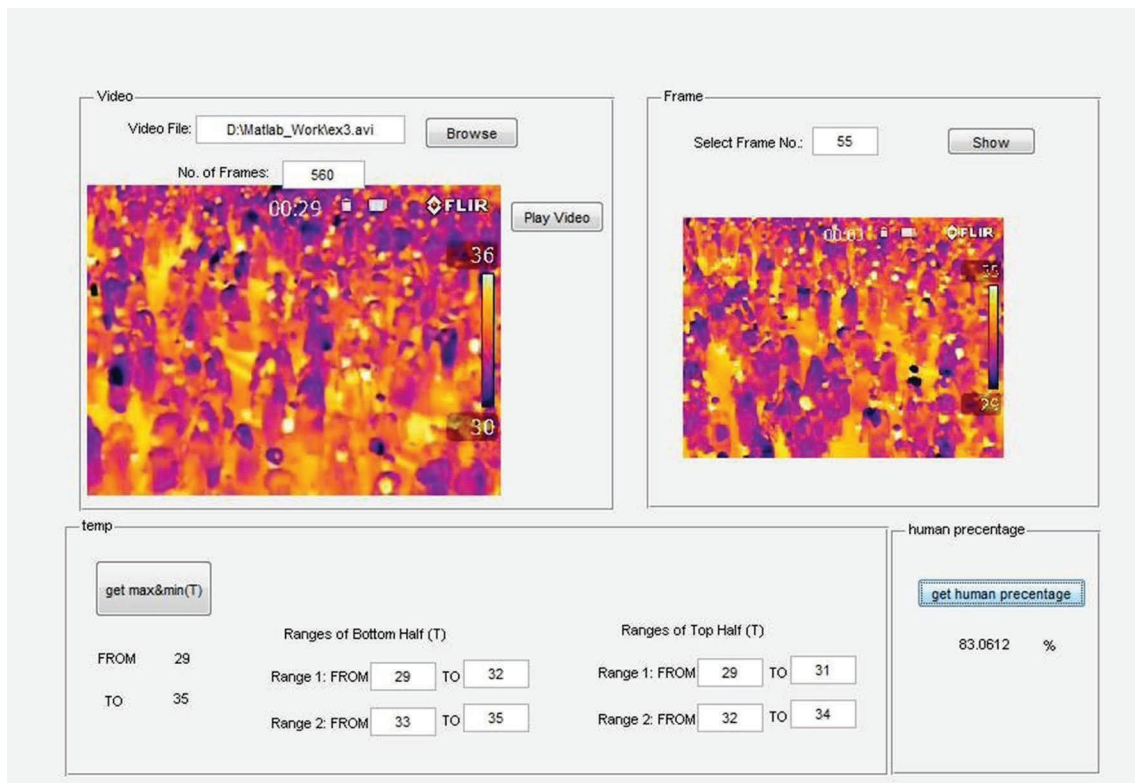 Video
Video File: D:\Matlab_Work\ex3.avi Browse
No. of Frames: 560
00:29 FLIR
36
30
Play Video
Frame
Select Frame No.: 55 Show
00:03 FLIR
35
29
temp
get max&min(T)
FROM 29
TO 35
Ranges of Bottom Half (T)
Range 1: FROM 29 TO 32
Range 2: FROM 33 TO 35
Ranges of Top Half (T)
Range 1: FROM 29 TO 31
Range 2: FROM 32 TO 34
human precentage
get human precentage
83.0612 %